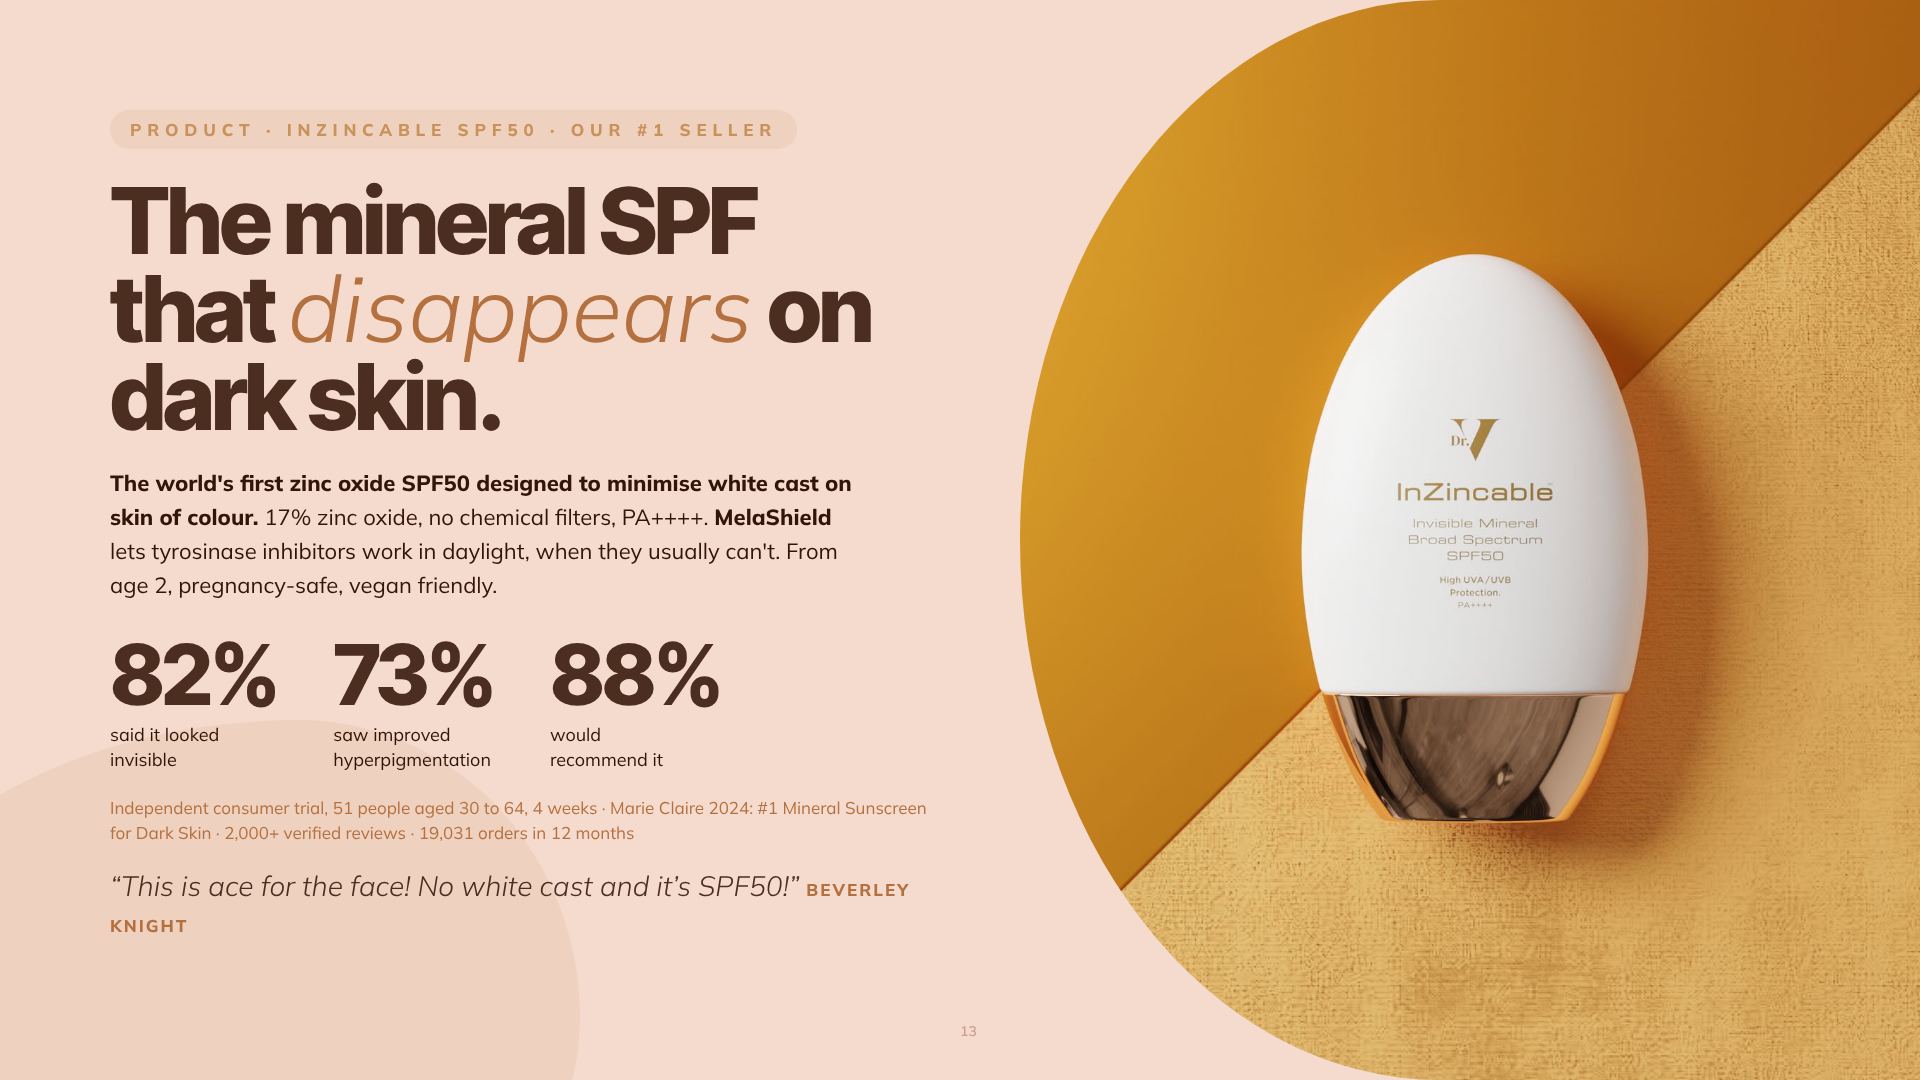 PRODUCT · INZINCABLE SPF50 · OUR #1 SELLER
The mineral SPF
that disappears on
dark skin.
The world's first zinc oxide SPF50 designed to minimise white cast on
skin of colour. 17% zinc oxide, no chemical filters, PA++++. MelaShield
lets tyrosinase inhibitors work in daylight, when they usually can't. From
age 2, pregnancy-safe, vegan friendly.
82% 73% 88%
said it looked saw improved would
invisible hyperpigmentation recommend it
Independent consumer trial, 51 people aged 30 to 64, 4 weeks · Marie Claire 2024: #1 Mineral Sunscreen
for Dark Skin · 2,000+ verified reviews · 19,031 orders in 12 months
“This is ace for the face! No white cast and it’s SPF50!” BEVERLEY
KNIGHT
13
Dr. V
InZincable
Invisible Mineral
Broad Spectrum
SPF50
High UVA/UVB
Protection.
PA++++